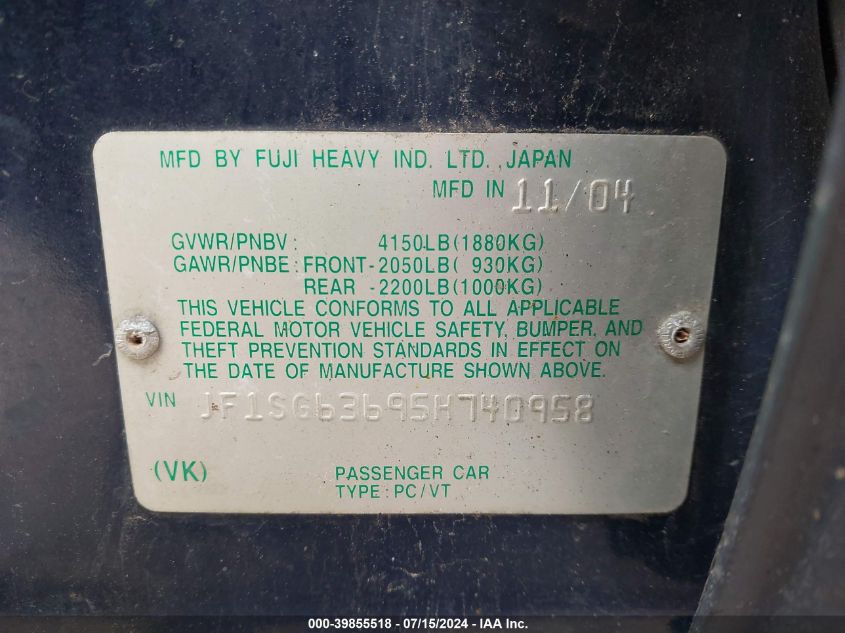 MFD BY FUJI HEAVY IND. LTD. JAPAN
MFD IN 11/04
GVWR/PNBV: 4150LB(1880KG)
GAWR/PNBE: FRONT-2050LB( 930KG)
REAR -2200LB(1000KG)
THIS VEHICLE CONFORMS TO ALL APPLICABLE
FEDERAL MOTOR VEHICLE SAFETY, BUMPER, AND
THEFT PREVENTION STANDARDS IN EFFECT ON
THE DATE OF MANUFACTURE SHOWN ABOVE.
VIN JF1SG63695H740958
(VK) PASSENGER CAR
TYPE: PC/VT
000-39855518 - 07/15/2024 - IAA Inc.